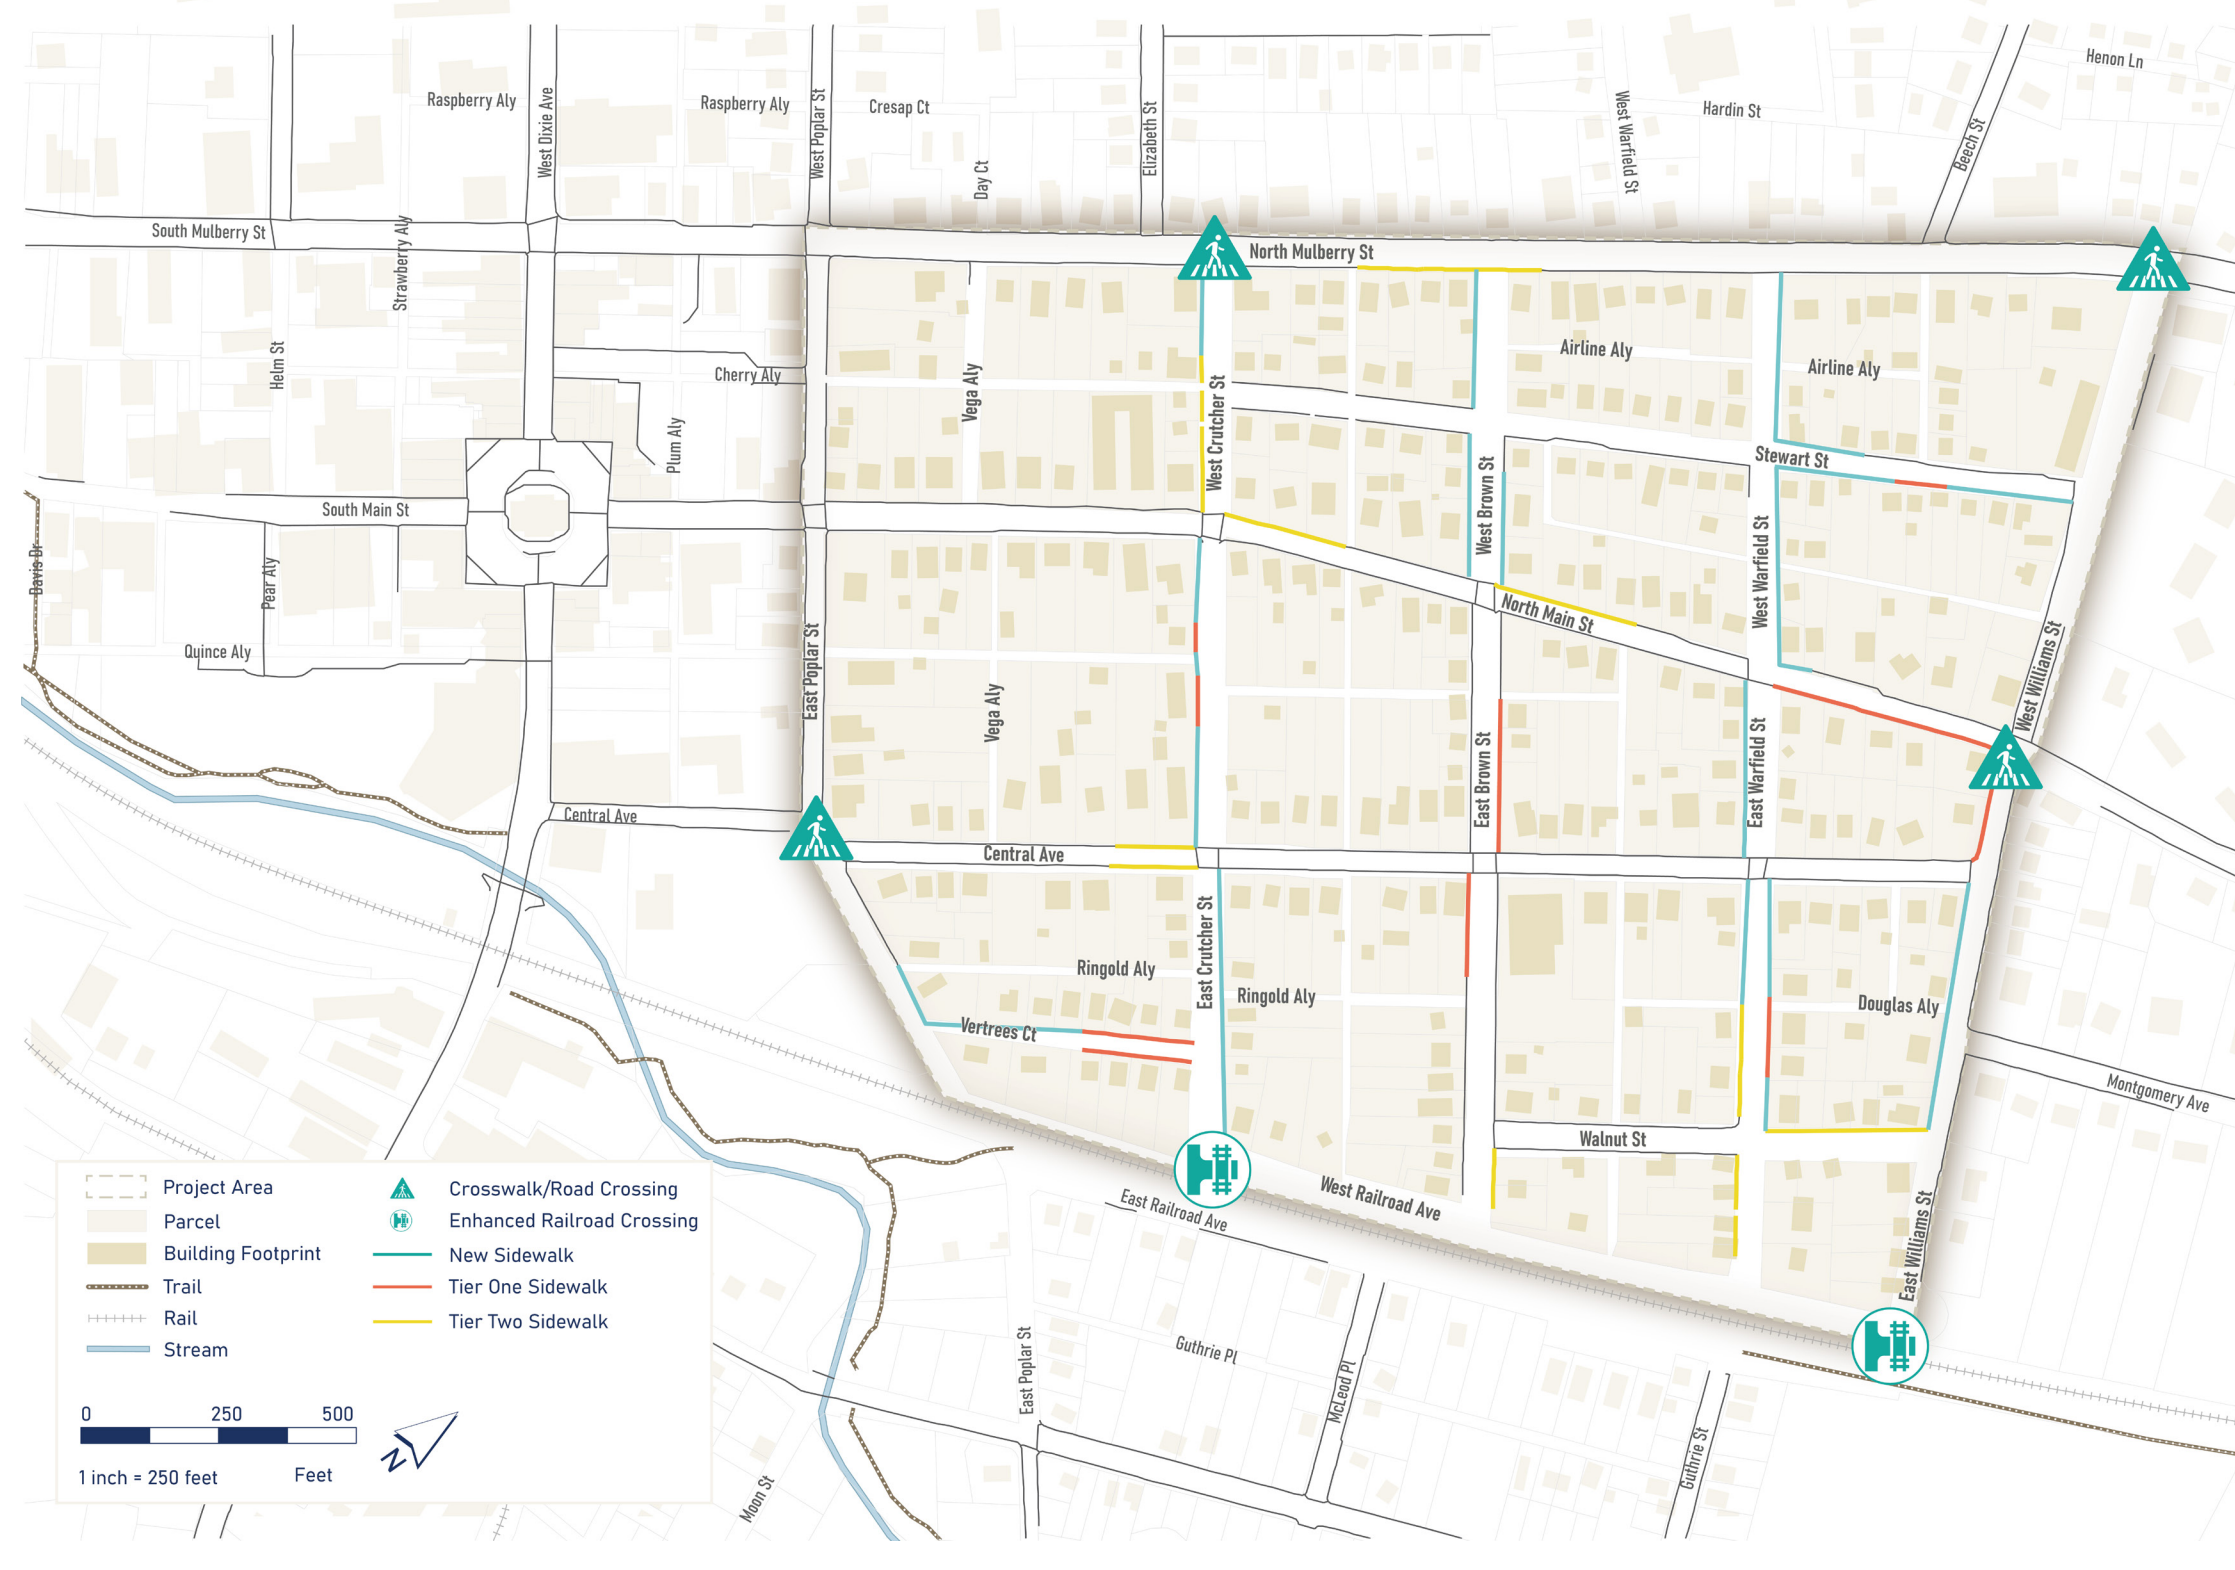 Henon Ln
Raspberry Aly
West Dixie Ave
Raspberry Aly
West Poplar St
Cresap Ct
Day Ct
Elizabeth St
West Warfield St
Hardin St
Beech St
South Mulberry St
Strawberry Aly
North Mulberry St
Helm St
Cherry Aly
Plum Aly
Vega Aly
West Crutcher St
Airline Aly
Airline Aly
Stewart St
West Brown St
West Warfield St
South Main St
Davis Dr
Pear Aly
Quince Aly
East Poplar St
North Main St
West Williams St
Vega Aly
East Brown St
East Warfield St
Central Ave
Central Ave
Ringold Aly
East Crutcher St
Ringold Aly
Douglas Aly
Vertrees Ct
Montgomery Ave
Walnut St
West Railroad Ave
East Railroad Ave
East Williams St
East Poplar St
Guthrie Pl
McLeod Pl
Guthrie St
Moon St
Project Area
Parcel
Building Footprint
Trail
Rail
Stream
Crosswalk/Road Crossing
Enhanced Railroad Crossing
New Sidewalk
Tier One Sidewalk
Tier Two Sidewalk
0 250 500
1 inch = 250 feet Feet
N